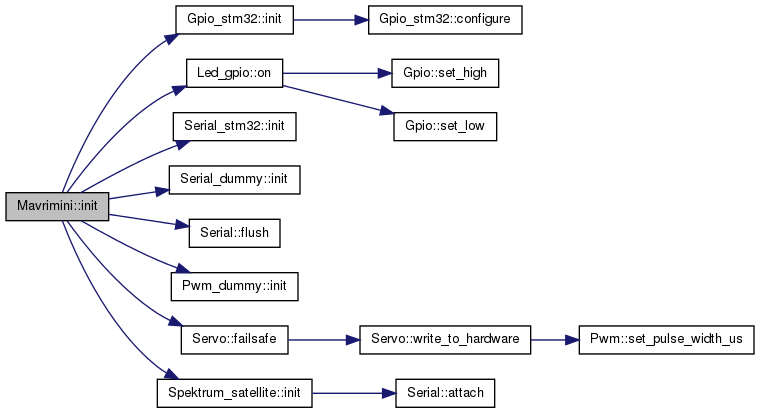 Gpio_stm32::init
Gpio_stm32::configure
Led_gpio::on
Gpio::set_high
Gpio::set_low
Serial_stm32::init
Serial_dummy::init
Mavrimini::init
Serial::flush
Pwm_dummy::init
Servo::failsafe
Servo::write_to_hardware
Pwm::set_pulse_width_us
Spektrum_satellite::init
Serial::attach